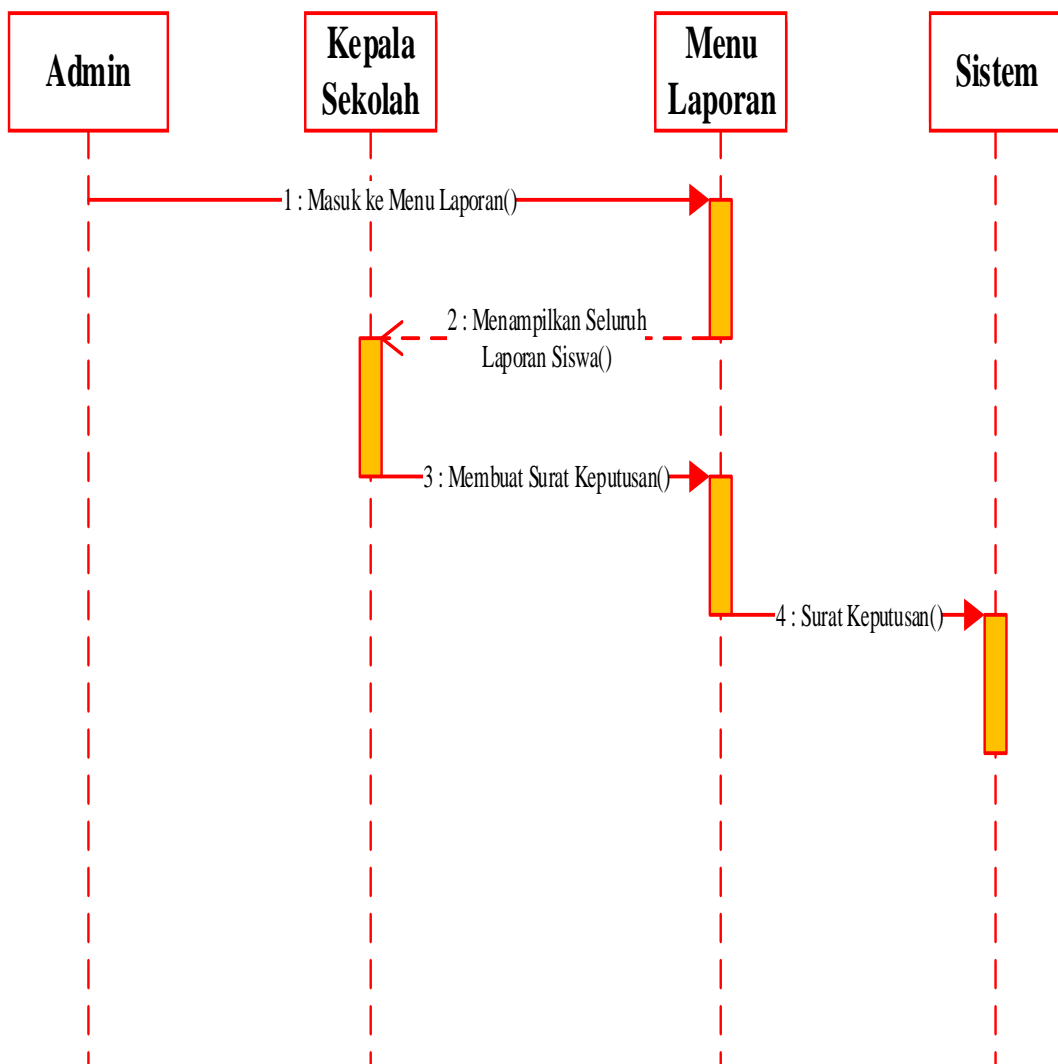 Admin
Kepala
Sekolah
Menu
Laporan
Sistem
1 : Masuk ke Menu Laporan()
2 : Menampilkan Seluruh
Laporan Siswa()
3 : Membuat Surat Keputusan()
4 : Surat Keputusan()